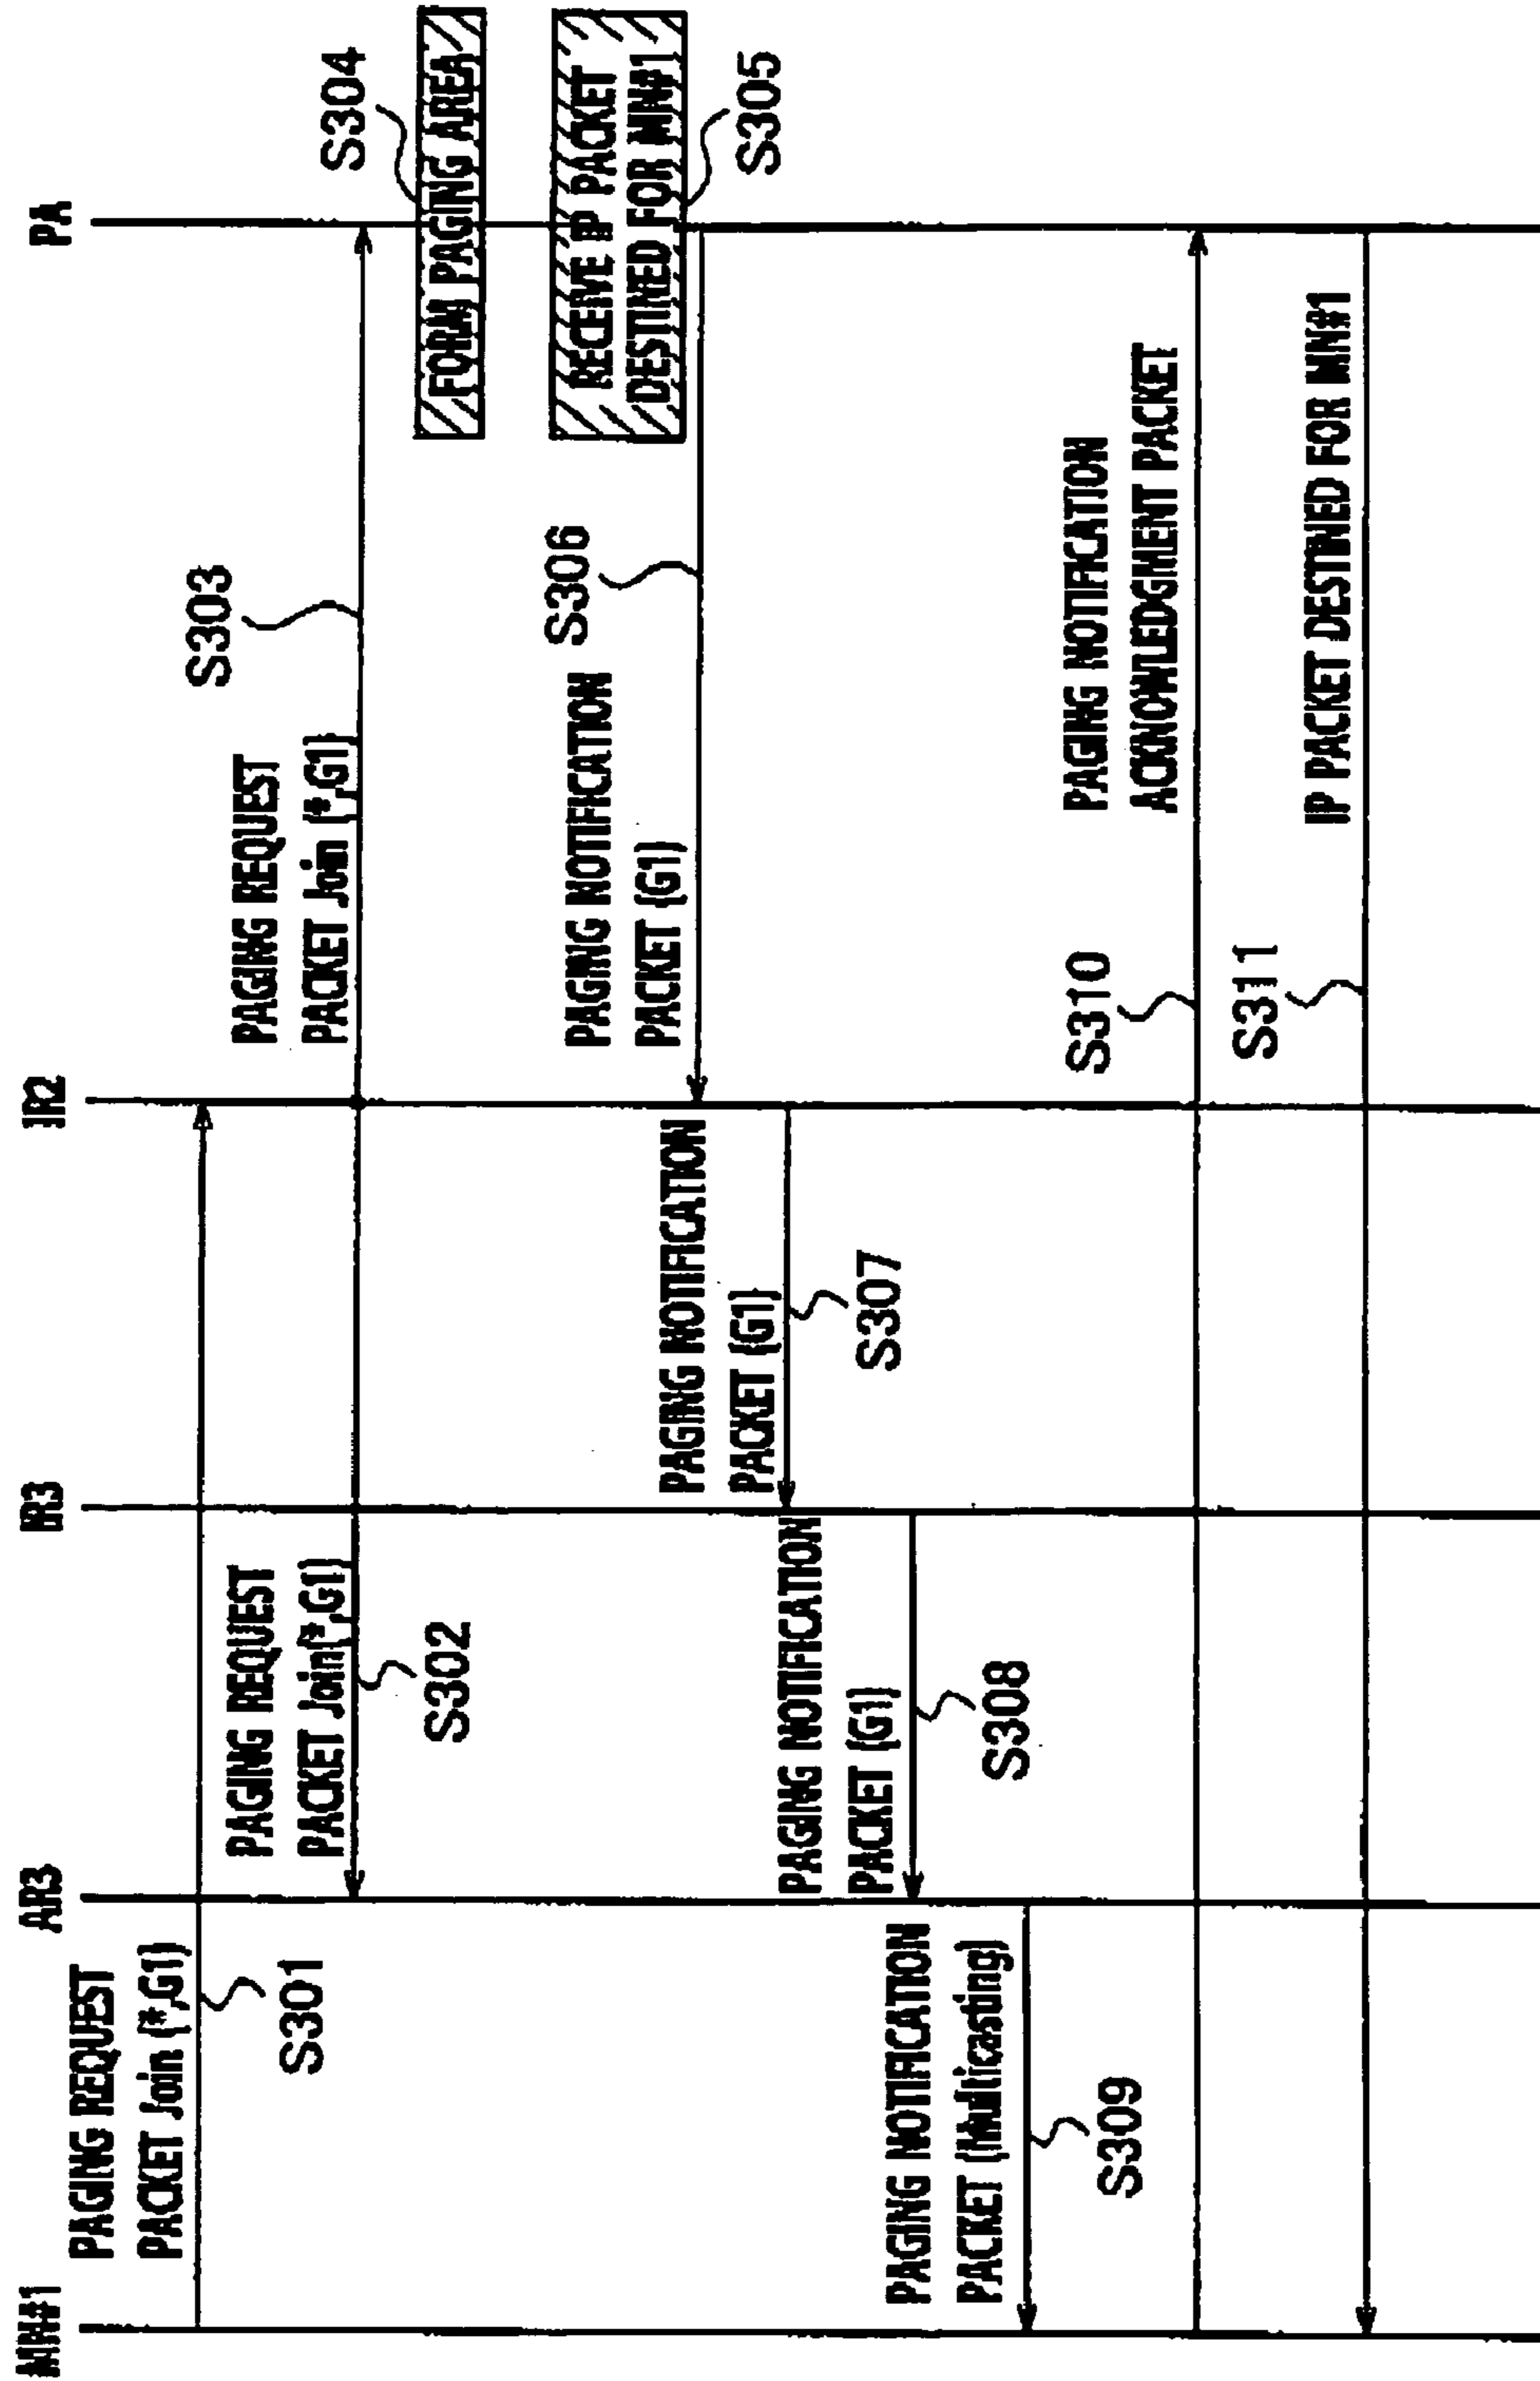 MN#1
AR3
IR3
IR2
PA
PAGING REQUEST
PACKET Join (*,G1)
S301
PAGING REQUEST
PACKET Join(*,G1)
S302
PAGING REQUEST
PACKET Join (*,G1)
S303
S304
FORM PAGING AREA
RECEIVE IP PACKET
DESTINED FOR MN#1
S305
S306
PAGING NOTIFICATION
PACKET (G1)
PAGING NOTIFICATION
PACKET (G1)
S307
PAGING NOTIFICATION
PACKET (G1)
S308
PAGING NOTIFICATION
PACKET (Multicasting)
S309
S310
PAGING NOTIFICATION
ACKNOWLEDGMENT PACKET
S311
IP PACKET DESTINED FOR MN#1